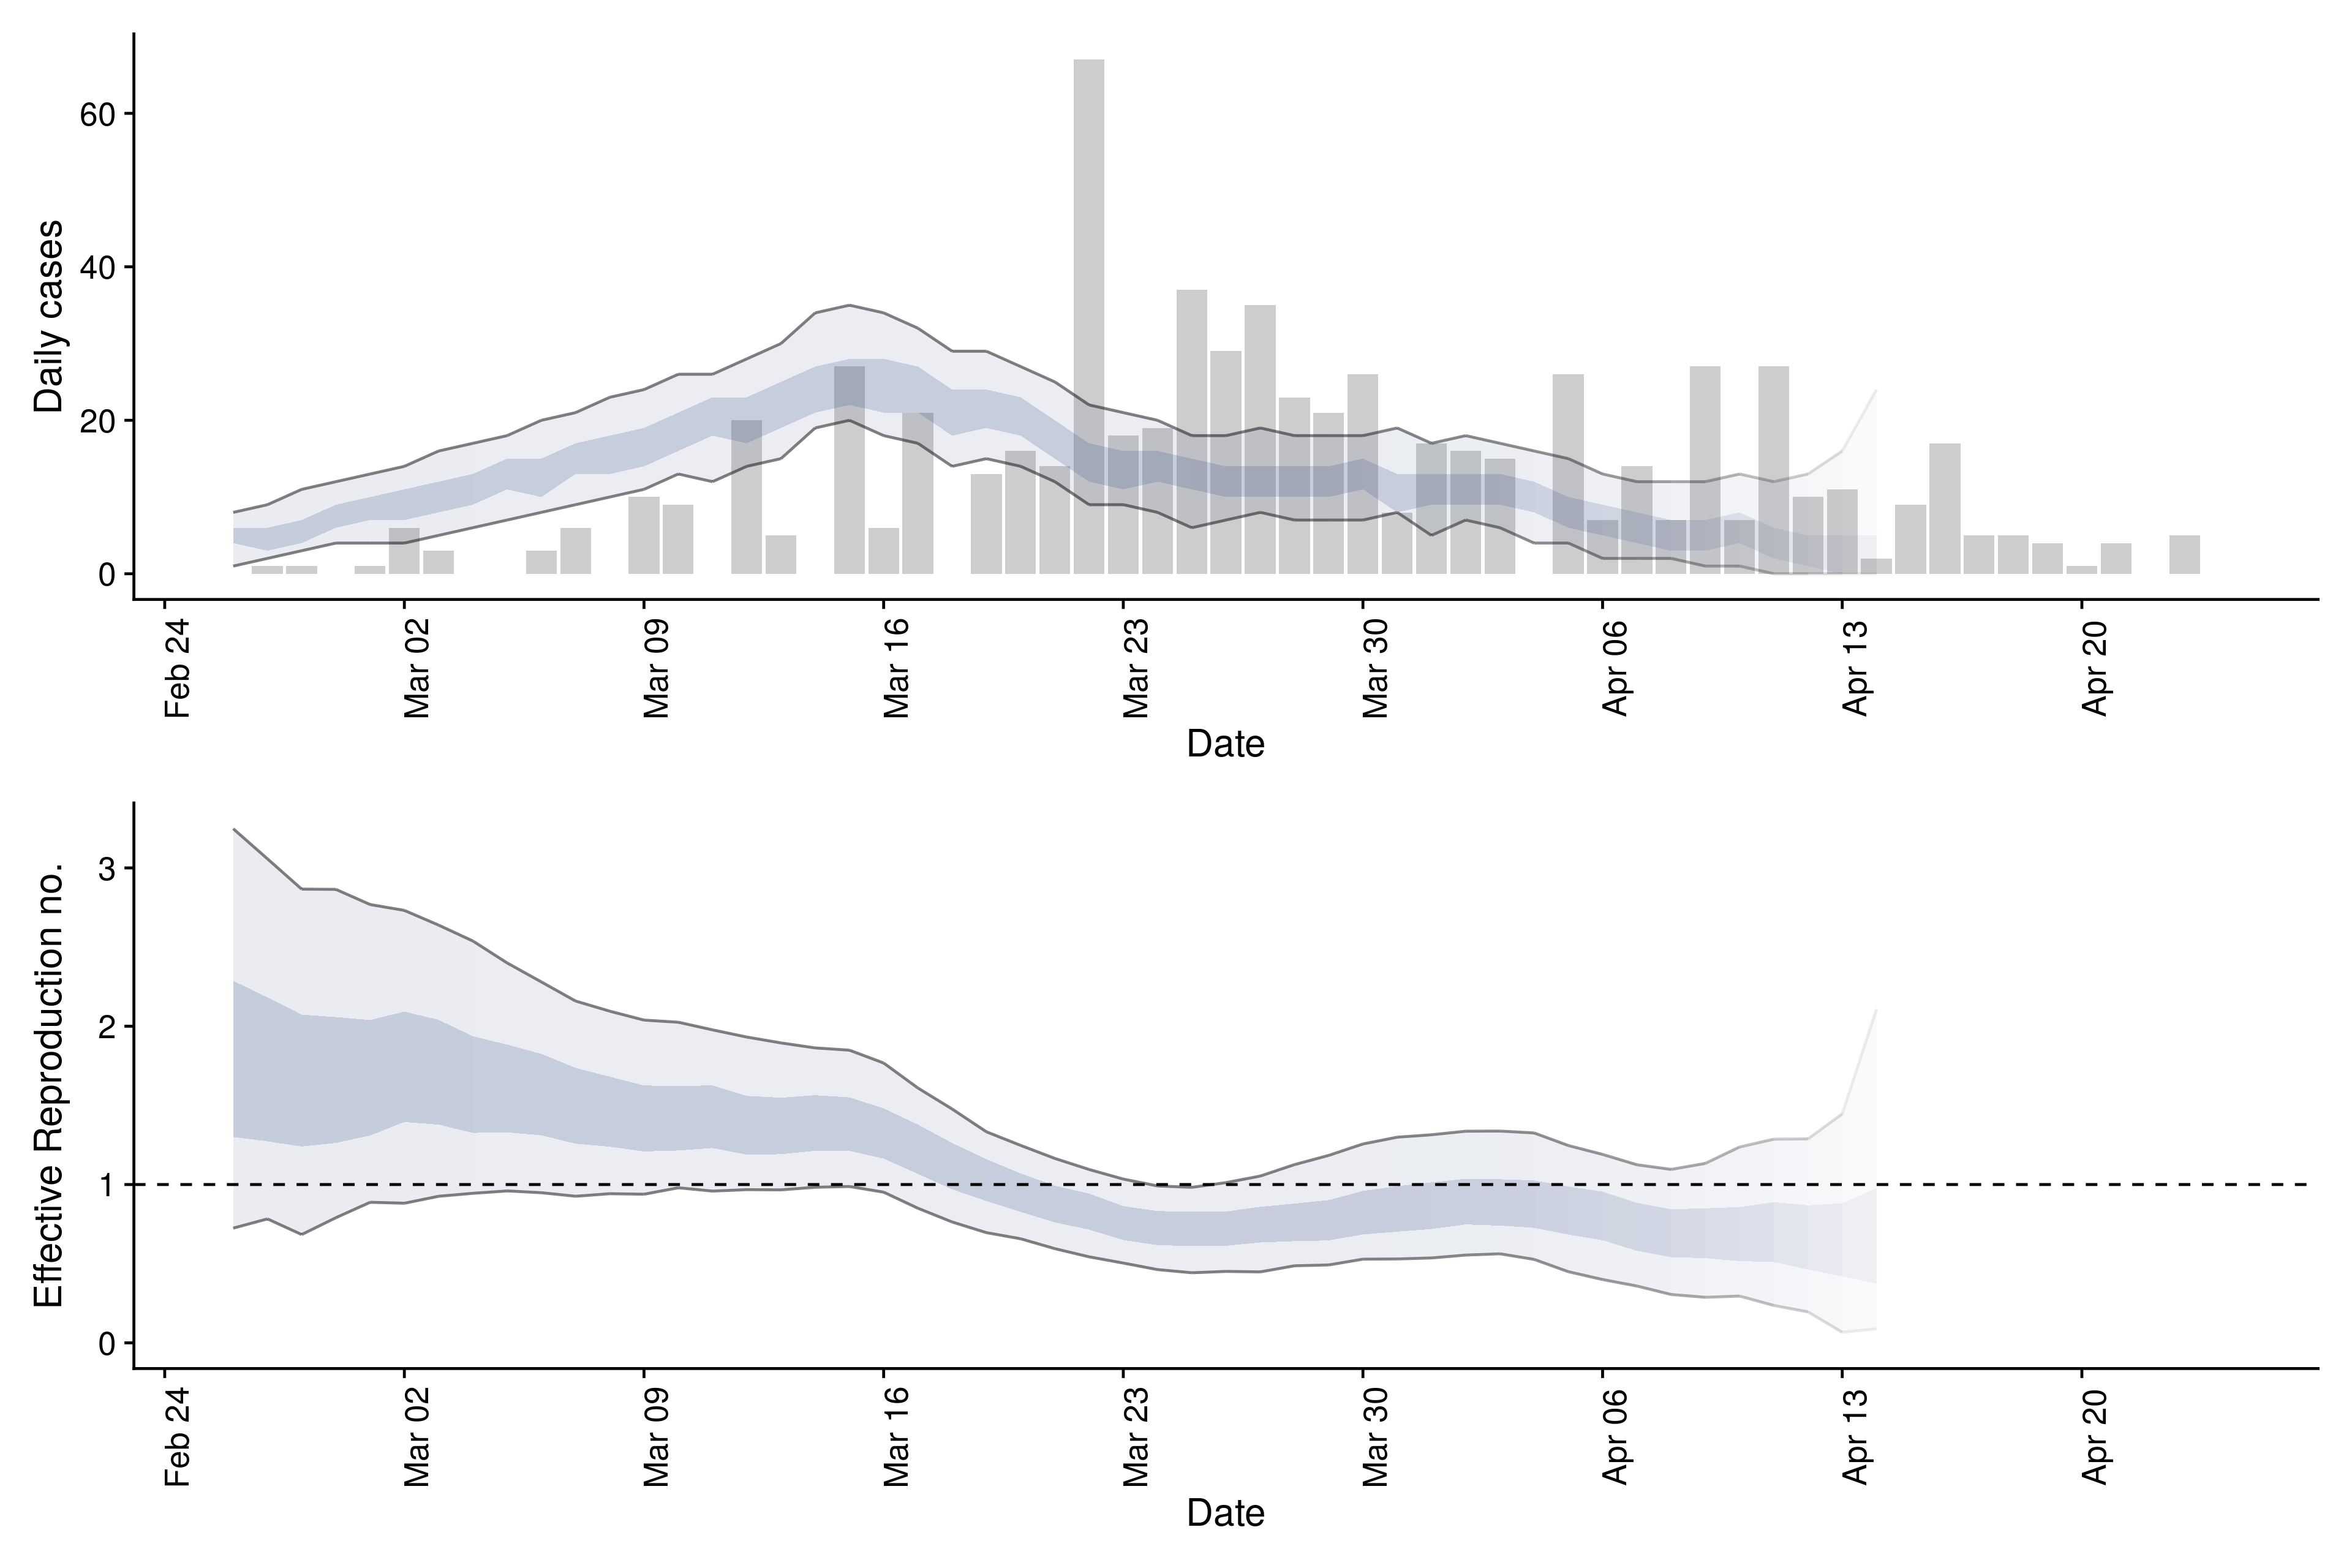 Daily cases
60
40
20
0
Feb 24
Mar 02
Mar 09
Mar 16
Mar 23
Mar 30
Apr 06
Apr 13
Apr 20
Date
Effective Reproduction no.
3
2
1
0
Feb 24
Mar 02
Mar 09
Mar 16
Mar 23
Mar 30
Apr 06
Apr 13
Apr 20
Date